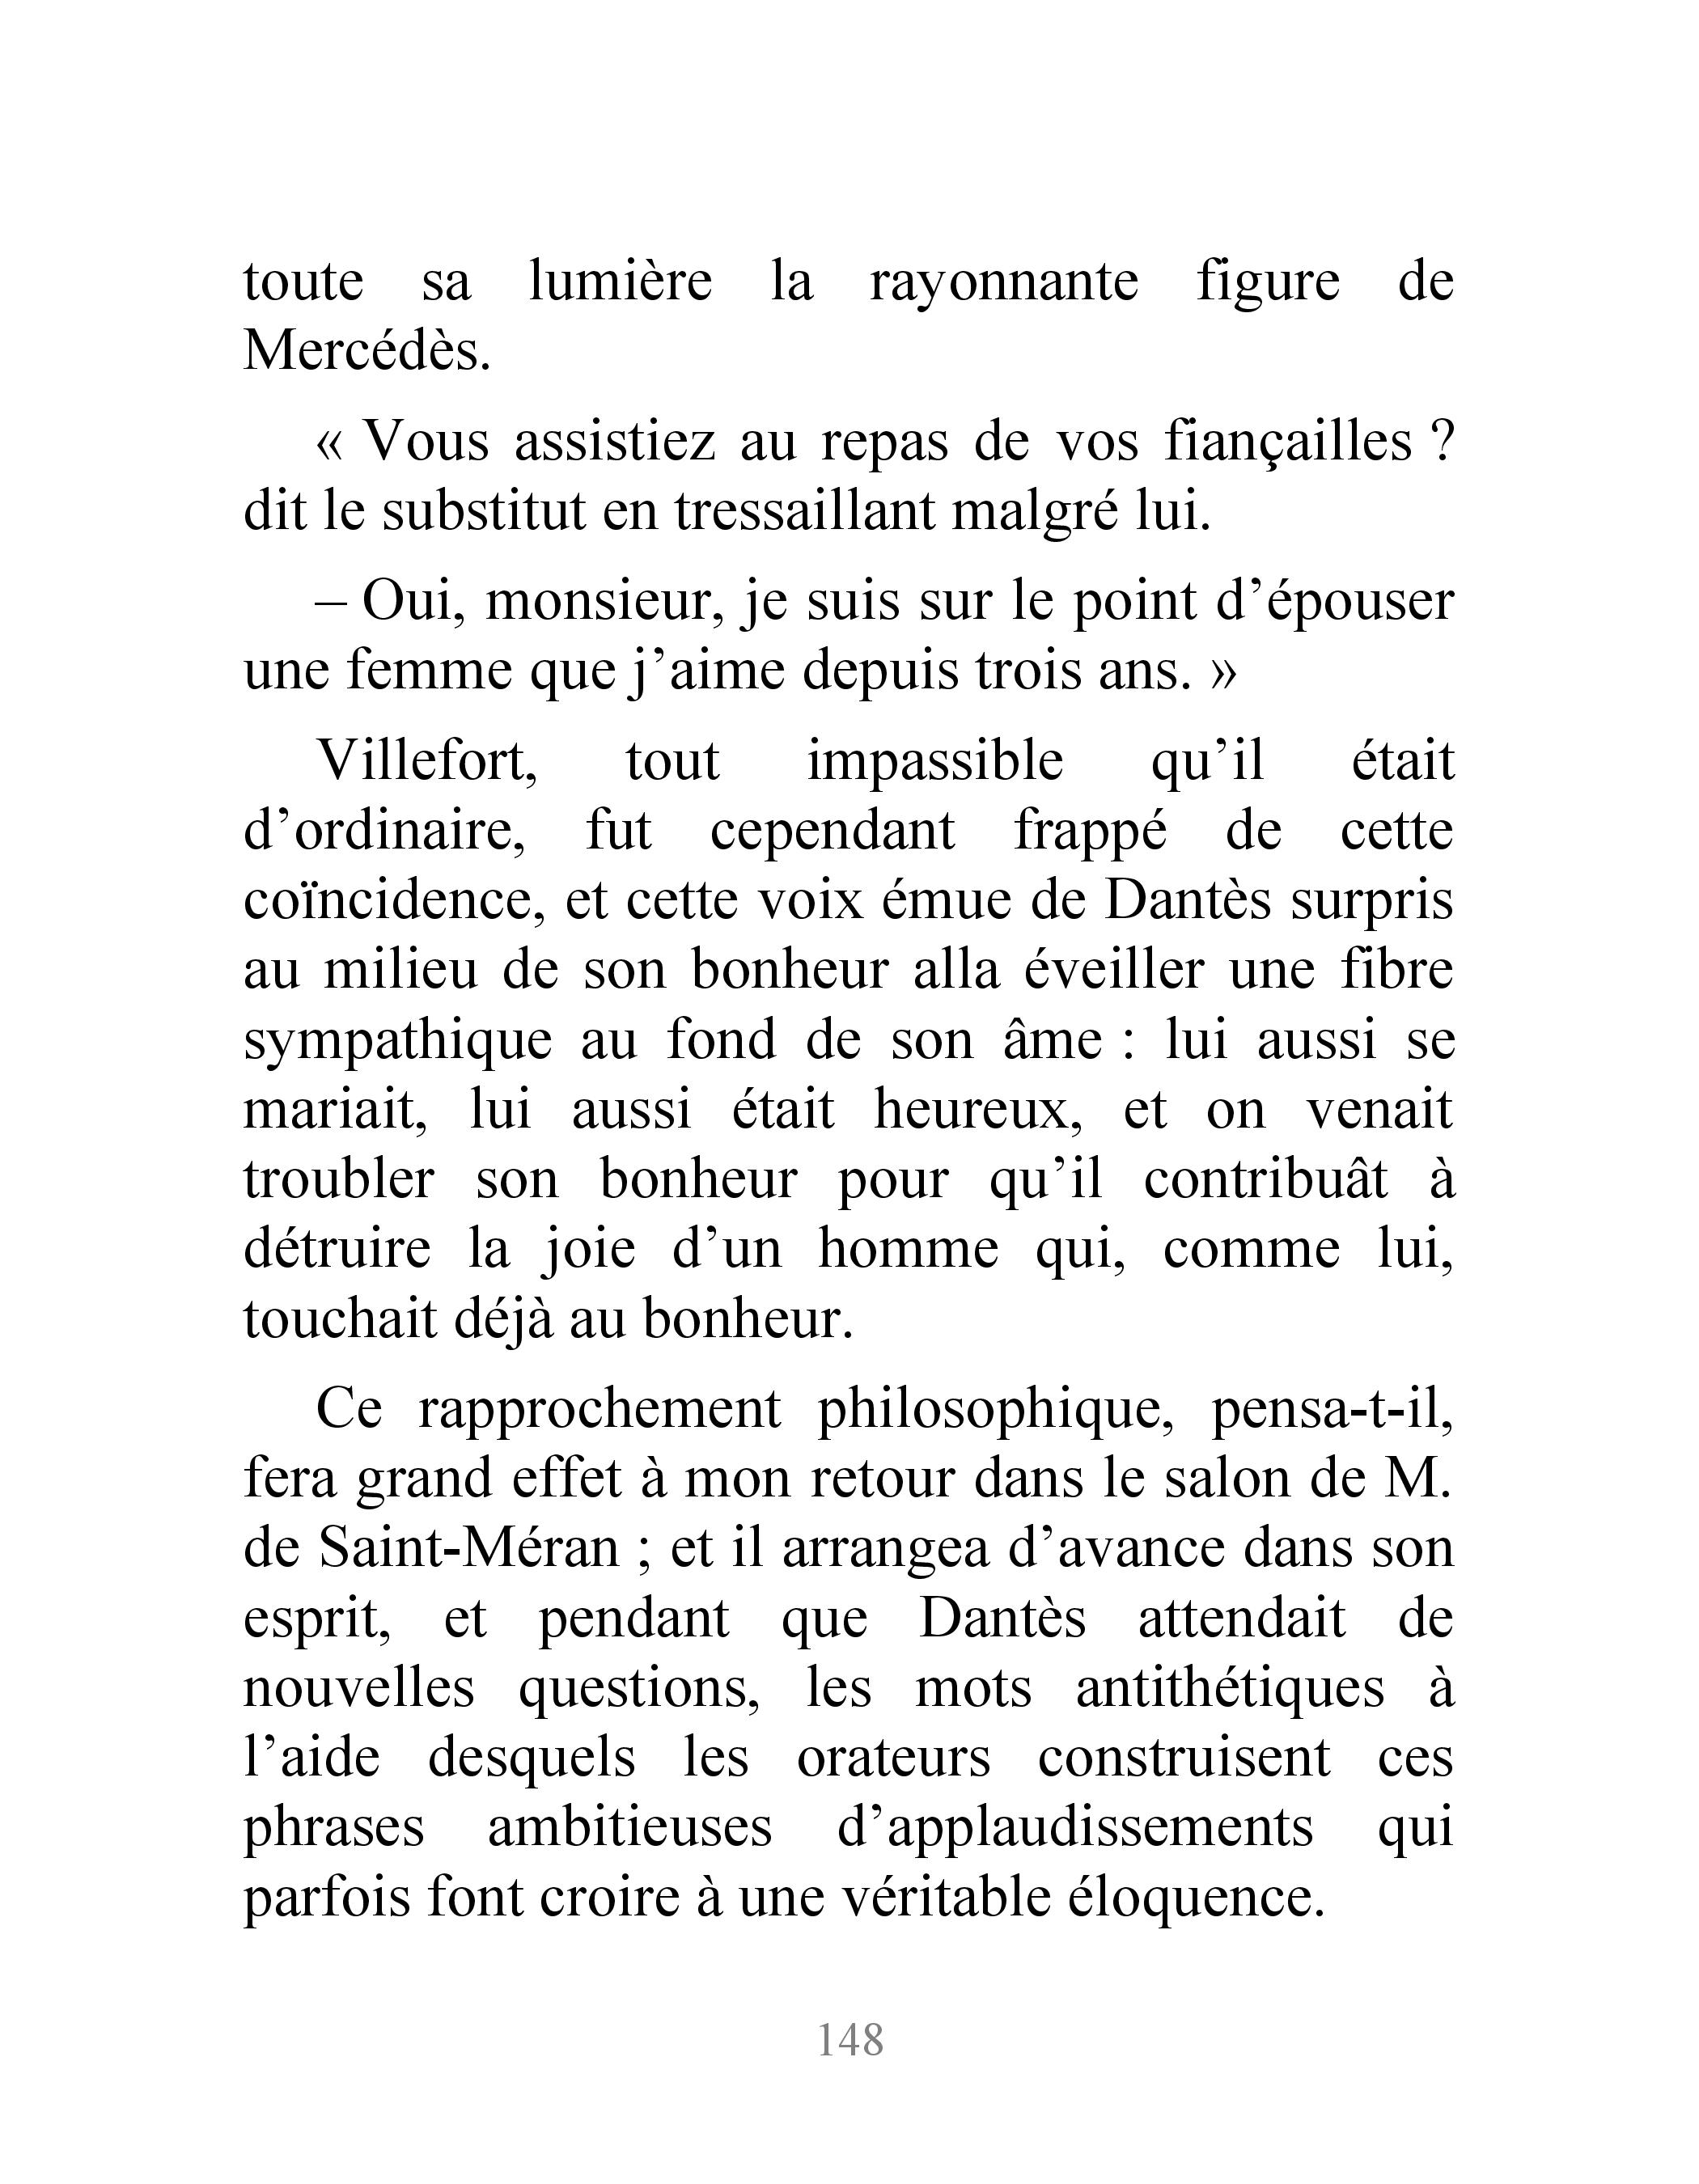 toute sa lumière la rayonnante figure de
Mercédès.
« Vous assistiez au repas de vos fiançailles ?
dit le substitut en tressaillant malgré lui.
– Oui, monsieur, je suis sur le point d’épouser
une femme que j’aime depuis trois ans. »
Villefort, tout impassible qu’il était
d’ordinaire, fut cependant frappé de cette
coïncidence, et cette voix émue de Dantès surpris
au milieu de son bonheur alla éveiller une fibre
sympathique au fond de son âme : lui aussi se
mariait, lui aussi était heureux, et on venait
troubler son bonheur pour qu’il contribuât à
détruire la joie d’un homme qui, comme lui,
touchait déjà au bonheur.
Ce rapprochement philosophique, pensa-t-il,
fera grand effet à mon retour dans le salon de M.
de Saint-Méran ; et il arrangea d’avance dans son
esprit, et pendant que Dantès attendait de
nouvelles questions, les mots antithétiques à
l’aide desquels les orateurs construisent ces
phrases ambitieuses d’applaudissements qui
parfois font croire à une véritable éloquence.
148